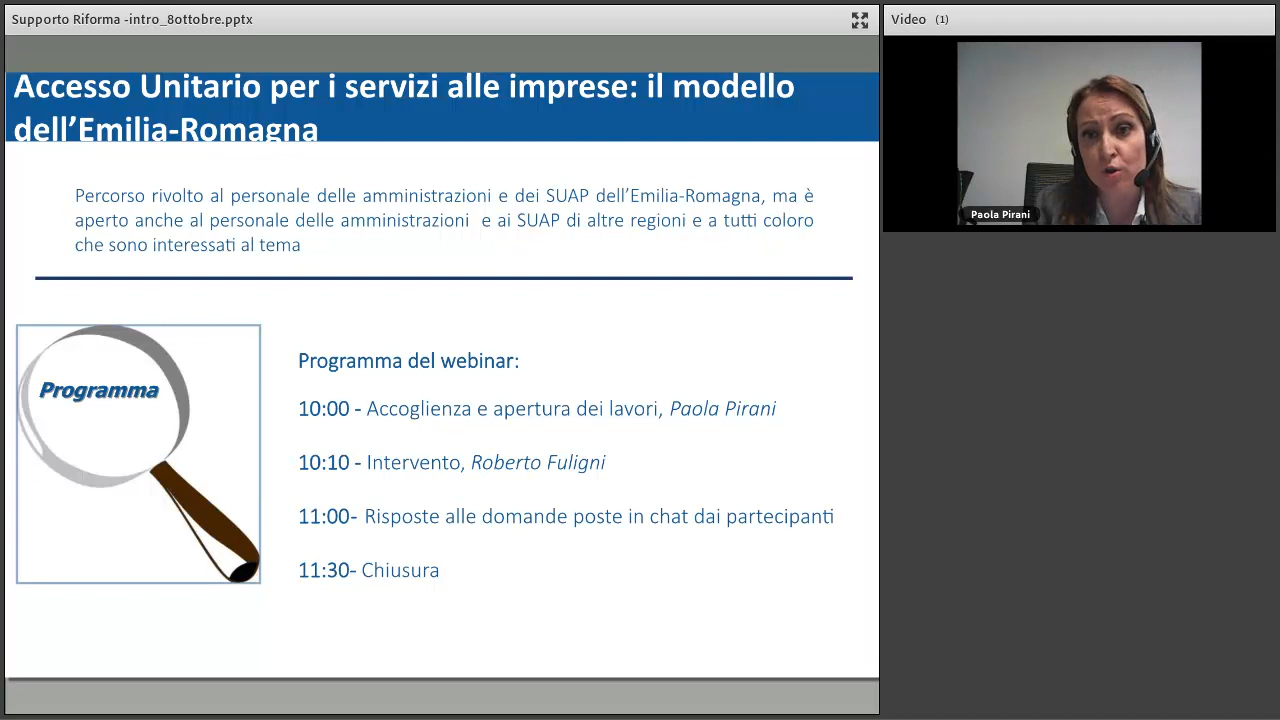 Supporto Riforma -intro_8ottobre.pptx
Accesso Unitario per i servizi alle imprese: il modello
dell’Emilia-Romagna
Percorso rivolto al personale delle amministrazioni e dei SUAP dell’Emilia-Romagna, ma è
aperto anche al personale delle amministrazioni e ai SUAP di altre regioni e a tutti coloro
che sono interessati al tema
Programma
Programma del webinar:
10:00 - Accoglienza e apertura dei lavori, Paola Pirani
10:10 - Intervento, Roberto Fuligni
11:00- Risposte alle domande poste in chat dai partecipanti
11:30- Chiusura
Video (1)
Paola Pirani